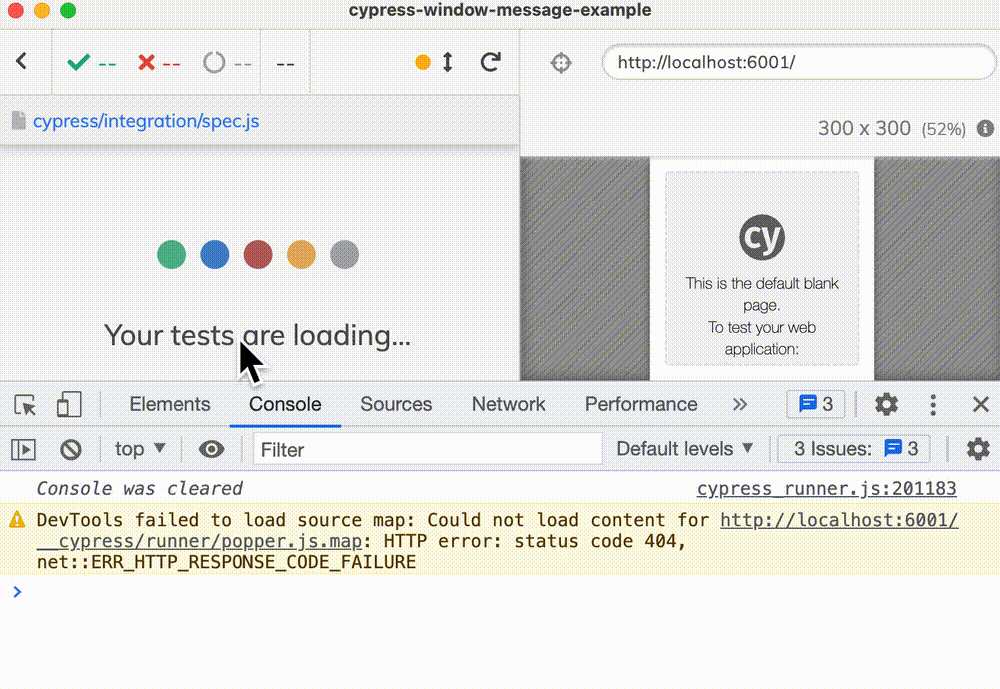 cypress-window-message-example
-- -- -- --
http://localhost:6001/
cypress/integration/spec.js
300 x 300 (52%)
cy
This is the default blank
page.
To test your web
application:
Your tests are loading...
Elements Console Sources Network Performance » 3
top Filter Default levels 3 Issues: 3
Console was cleared cypress_runner.js:201183
DevTools failed to load source map: Could not load content for http://localhost:6001/
__cypress/runner/popper.js.map: HTTP error: status code 404,
net::ERR_HTTP_RESPONSE_CODE_FAILURE